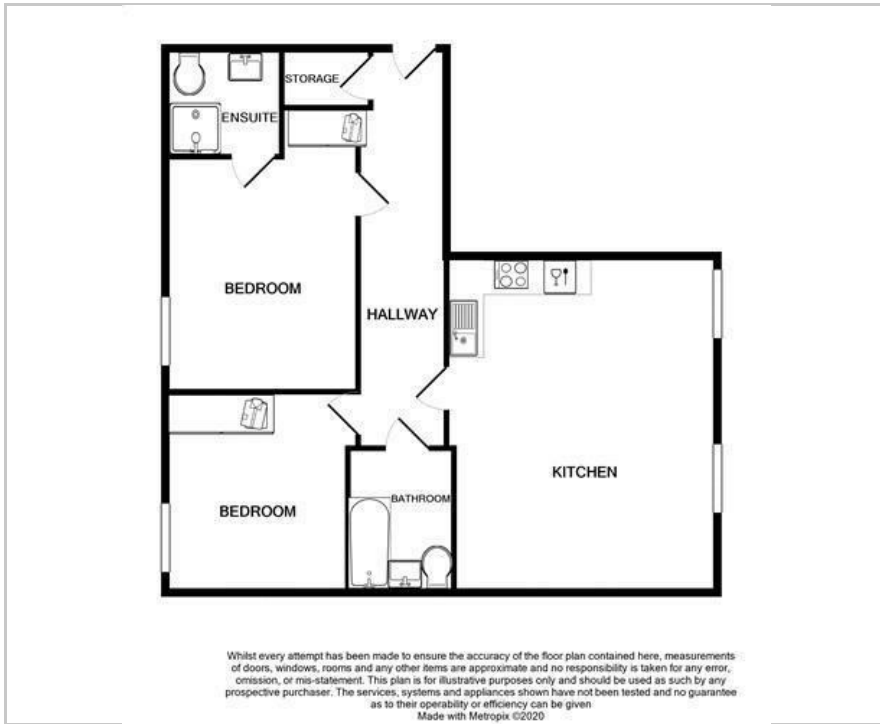 STORAGE
ENSUITE
BEDROOM
HALLWAY
KITCHEN
BATHROOM
BEDROOM
Whilst every attempt has been made to ensure the accuracy of the floor plan contained here, measurements
of doors, windows, rooms and any other items are approximate and no responsibility is taken for any error,
omission, or mis-statement. This plan is for illustrative purposes only and should be used as such by any
prospective purchaser. The services, systems and appliances shown have not been tested and no guarantee
as to their operability or efficiency can be given
Made with Metropix ©2020